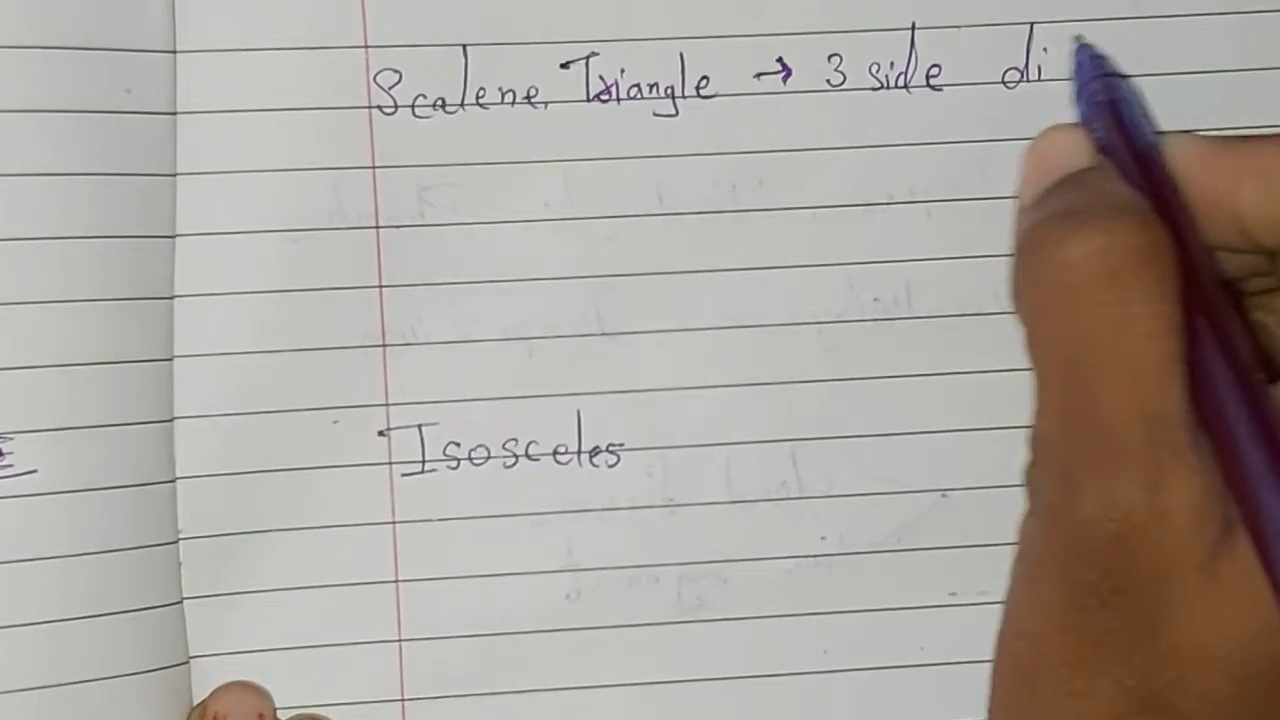 Scalene Triangle → 3 side di
Isosceles